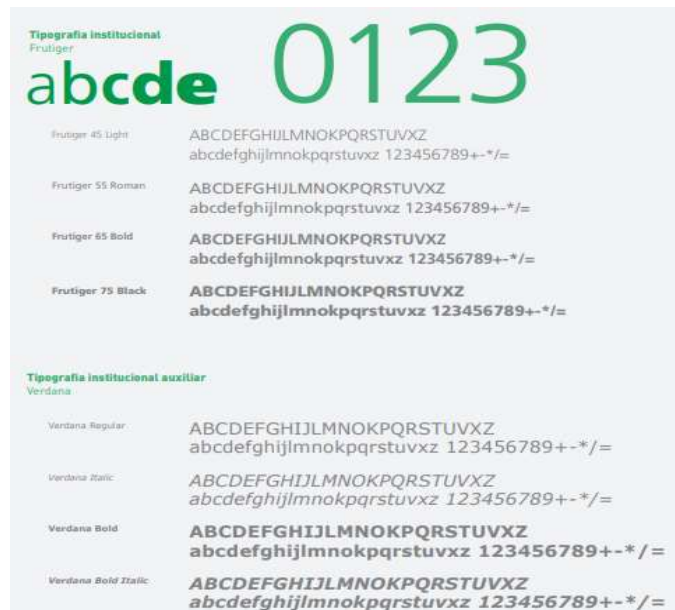 Tipografia institucional
Frutiger
abcde 0123
Frutiger 45 Light ABCDEFGHIJLMNOKPQRSTUVXZ
abcdefghijlmnokpqrstuvxz 123456789+-*/=
Frutiger 55 Roman ABCDEFGHIJLMNOKPQRSTUVXZ
abcdefghijlmnokpqrstuvxz 123456789+-*/=
Frutiger 65 Bold ABCDEFGHIJLMNOKPQRSTUVXZ
abcdefghijlmnokpqrstuvxz 123456789+-*/=
Frutiger 75 Black ABCDEFGHIJLMNOKPQRSTUVXZ
abcdefghijlmnokpqrstuvxz 123456789+-*/=
Tipografia institucional auxiliar
Verdana
Verdana Regular ABCDEFGHIJLMNOKPQRSTUVXZ
abcdefghijlmnokpqrstuvxz 123456789+-*/=
Verdana Italic ABCDEFGHIJLMNOKPQRSTUVXZ
abcdefghijlmnokpqrstuvxz 123456789+-*/=
Verdana Bold ABCDEFGHIJLMNOKPQRSTUVXZ
abcdefghijlmnokpqrstuvxz 123456789+-*/=
Verdana Bold Italic ABCDEFGHIJLMNOKPQRSTUVXZ
abcdefghijlmnokpqrstuvxz 123456789+-*/=